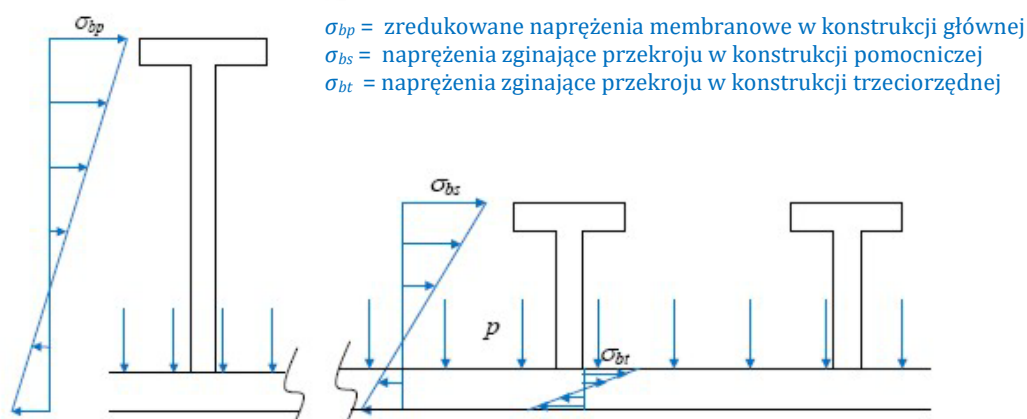 σbp
σbp = zredukowane naprężenia membranowe w konstrukcji głównej
σbs = naprężenia zginające przekroju w konstrukcji pomocniczej
σbt = naprężenia zginające przekroju w konstrukcji trzeciorzędnej
σbs
p
σbt